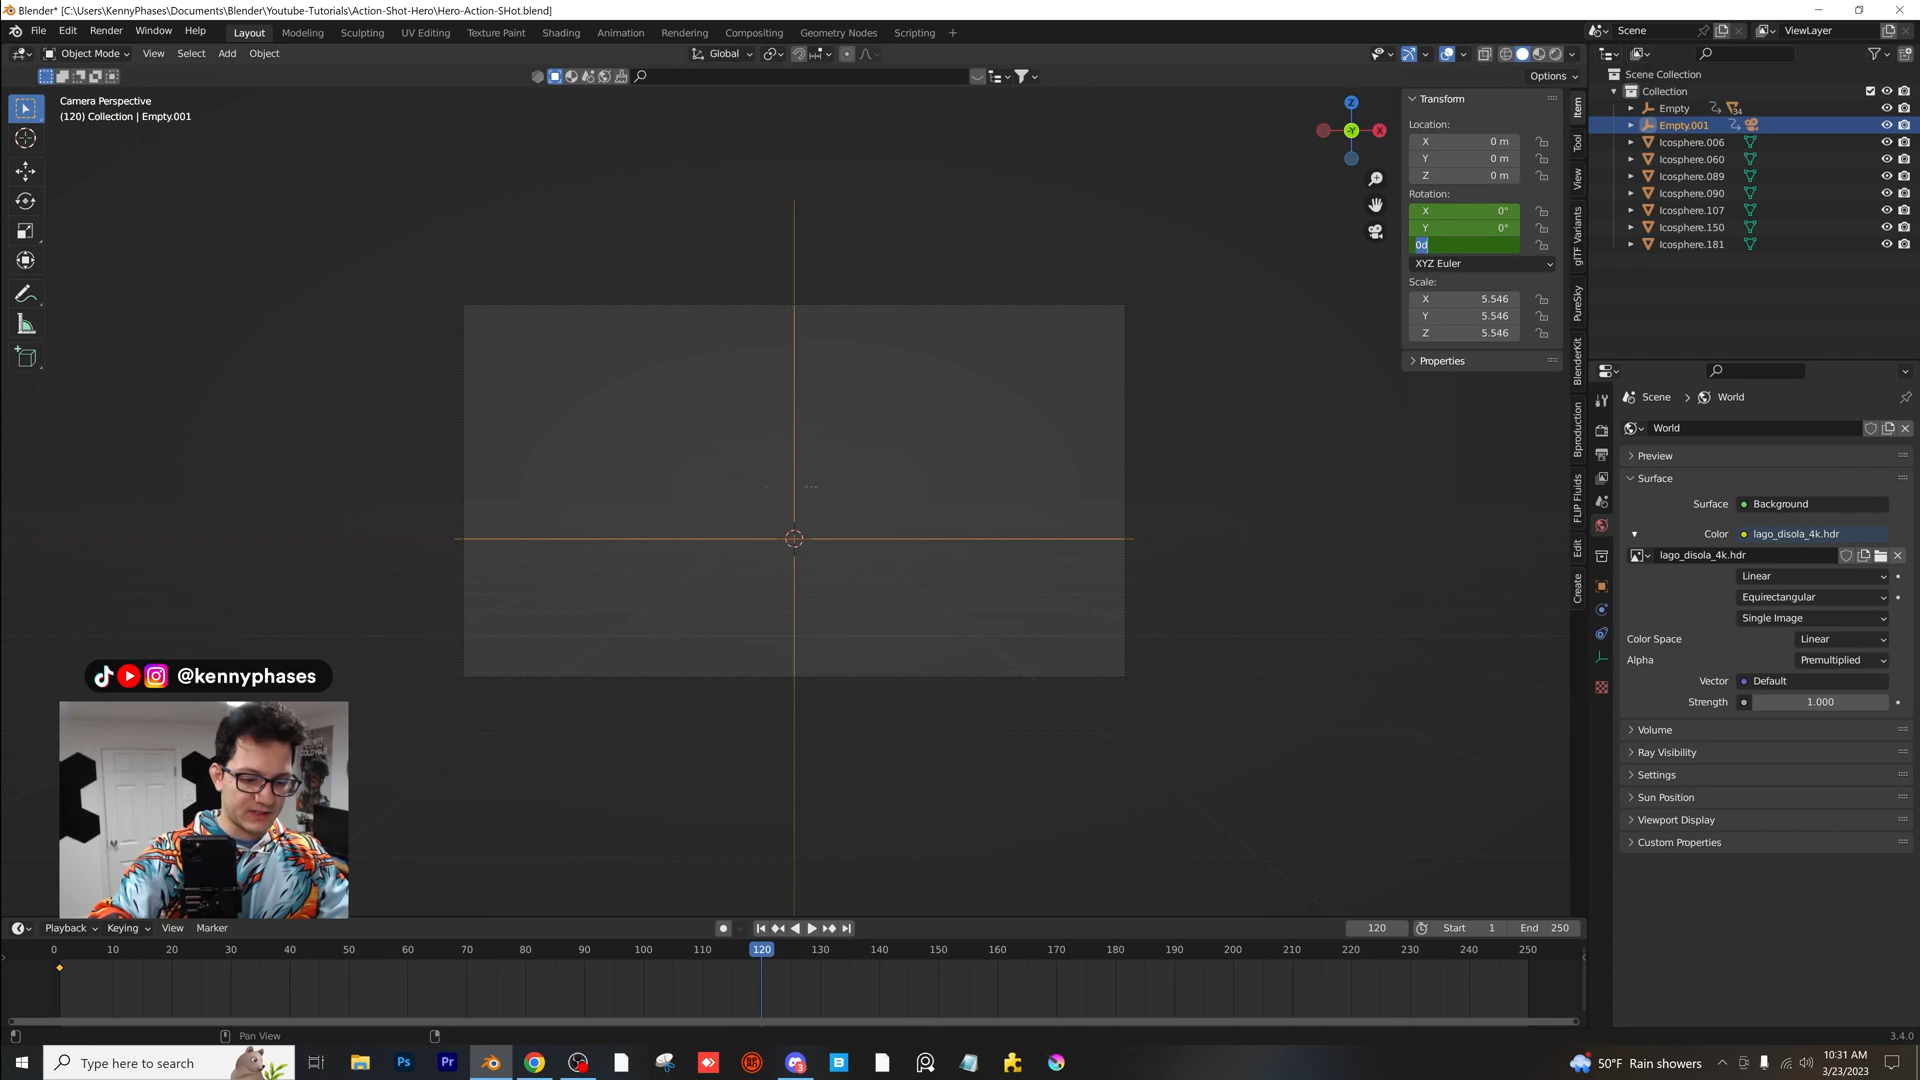 Blender* [C:\Users\KennyPhases\Documents\Blender\Youtube-Tutorials\Action-Shot-Hero\Hero-Action-SHot.blend]
File Edit Render Window Help Layout Modeling Sculpting UV Editing Texture Paint Shading Animation Rendering Compositing Geometry Nodes Scripting + Scene ViewLayer
Object Mode View Select Add Object Global
Options
Camera Perspective
(120) Collection | Empty.001
Z
-Y X
Transform
Location:
X 0 m
Y 0 m
Z 0 m
Rotation:
X 0°
Y 0°
0d
XYZ Euler
Scale:
X 5.546
Y 5.546
Z 5.546
Properties
Item
Tool
View
glTF Variants
PureSky
BlenderKit
Bproduction
FLIP Fluids
Edit
Create
Scene Collection
Collection
Empty 34
Empty.001
Icosphere.006
Icosphere.060
Icosphere.089
Icosphere.090
Icosphere.107
Icosphere.150
Icosphere.181
Scene > World
World
Preview
Surface
Surface Background
Color lago_disola_4k.hdr
lago_disola_4k.hdr
Linear
Equirectangular
Single Image
Color Space Linear
Alpha Premultiplied
Vector Default
Strength 1.000
Volume
Ray Visibility
Settings
Sun Position
Viewport Display
Custom Properties
@kennyphases
COLD WAR
Playback Keying View Marker 120 Start 1 End 250
0 10 20 30 40 50 60 70 80 90 100 110 120 130 140 150 160 170 180 190 200 210 220 230 240 250
Pan View 3.4.0
Type here to search Ps Pr 3 50°F Rain showers 10:31 AM
3/23/2023